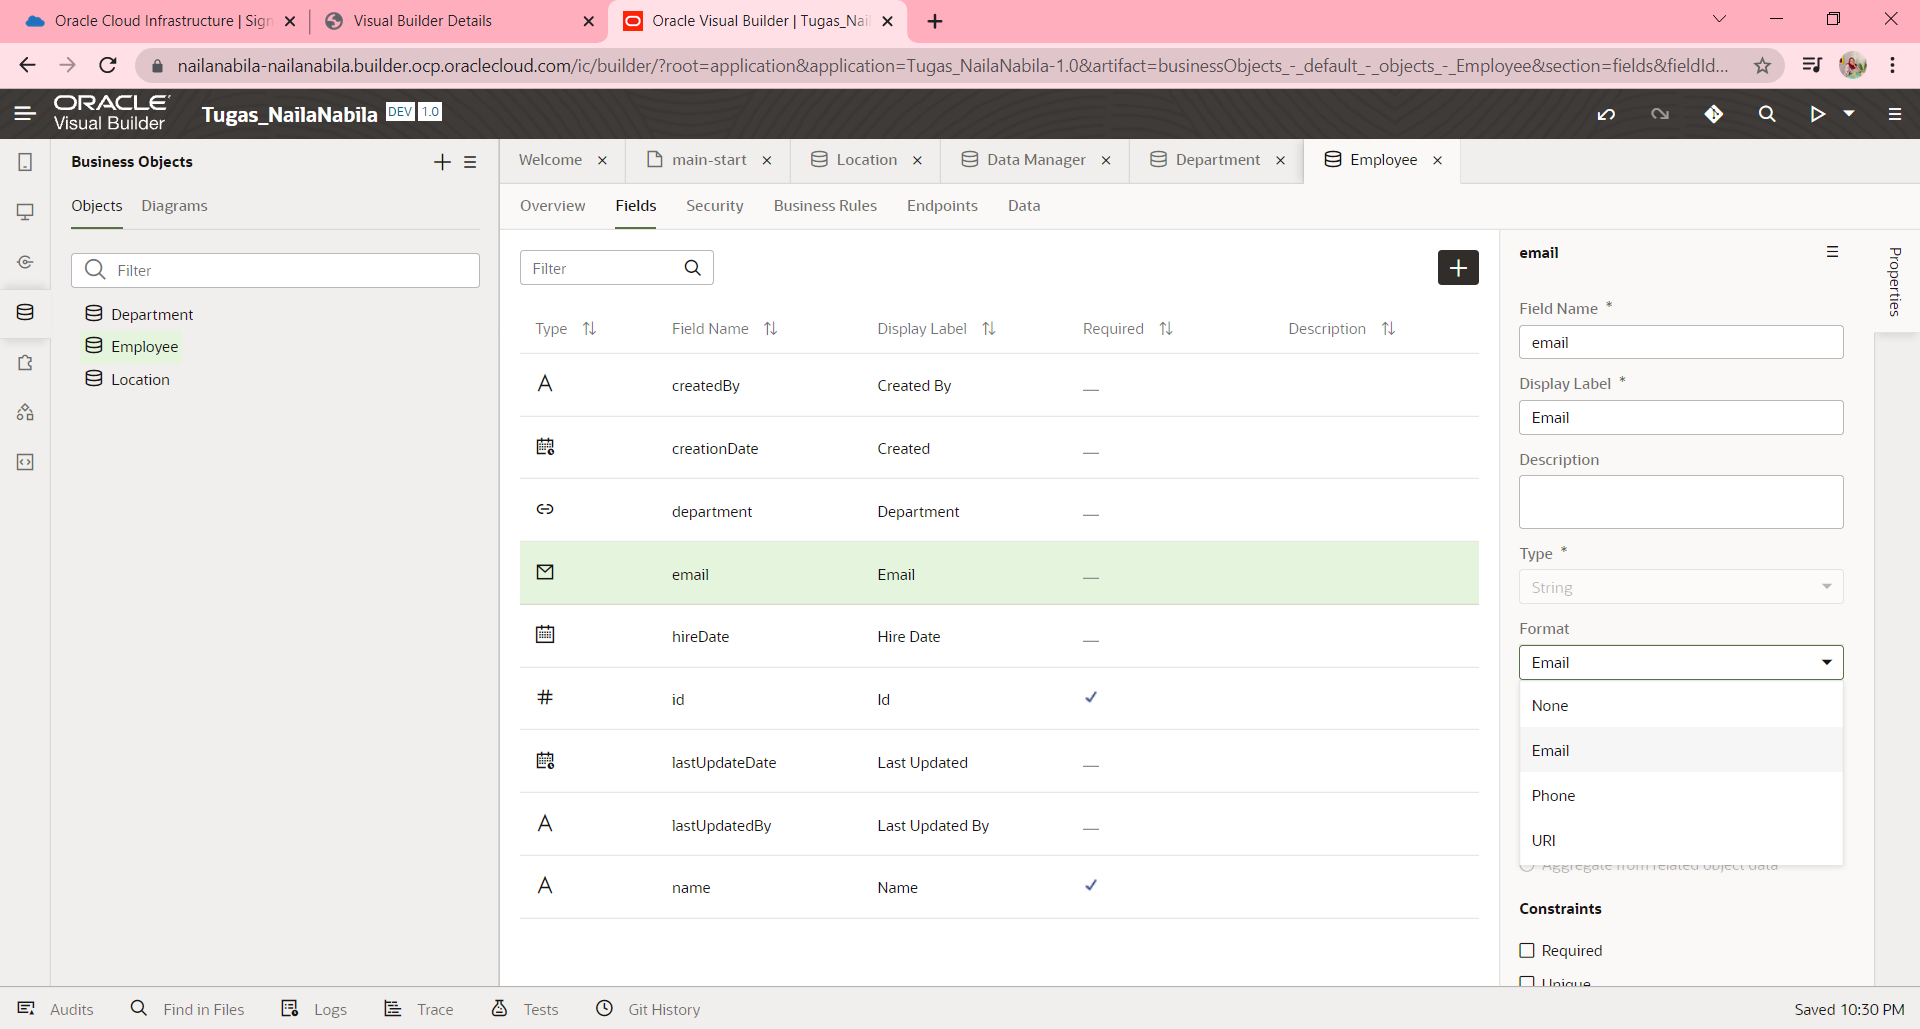 Oracle Cloud Infrastructure | Sign
Visual Builder Details
Oracle Visual Builder | Tugas_Nail
nailanabila-nailanabila.builder.ocp.oraclecloud.com/ic/builder/?root=application&application=Tugas_NailaNabila-1.0&artifact=businessObjects_-_default_-_objects_-_Employee&section=fields&fieldId...
ORACLE
Visual Builder
Tugas_NailaNabila DEV 1.0
Business Objects
Objects Diagrams
Filter
Department
Employee
Location
Welcome main-start Location Data Manager Department Employee
Overview Fields Security Business Rules Endpoints Data
Filter
Type Field Name Display Label Required Description
createdBy Created By
creationDate Created
department Department
email Email
hireDate Hire Date
id Id
lastUpdateDate Last Updated
lastUpdatedBy Last Updated By
name Name
email
Properties
Field Name *
email
Display Label *
Email
Description
Type *
String
Format
Email
None
Email
Phone
URI
Aggregate from related object data
Constraints
Required
Unique
Audits Find in Files Logs Trace Tests Git History Saved 10:30 PM